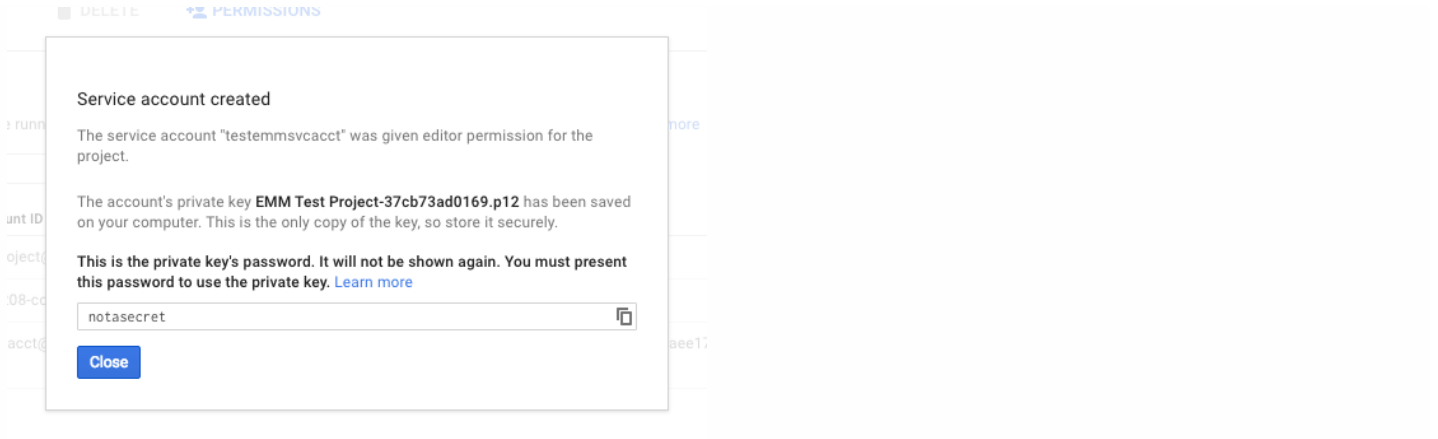 DELETE PERMISSIONS
Service account created
The service account "testemmsvcacct" was given editor permission for the
project.
The account's private key EMM Test Project-37cb73ad0169.p12 has been saved
on your computer. This is the only copy of the key, so store it securely.
This is the private key's password. It will not be shown again. You must present
this password to use the private key. Learn more
notasecret
Close
e runn
more
unt ID
oject@
:08-cc
acct@
aee17